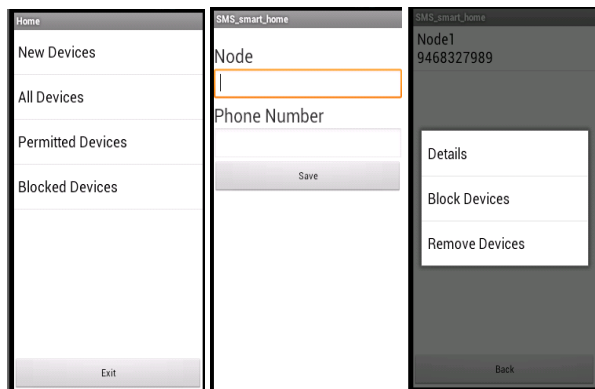 Home
New Devices
All Devices
Permitted Devices
Blocked Devices
Exit
SMS_smart_home
Node
Phone Number
Save
SMS_smart_home
Node1
9468327989
Details
Block Devices
Remove Devices
Back